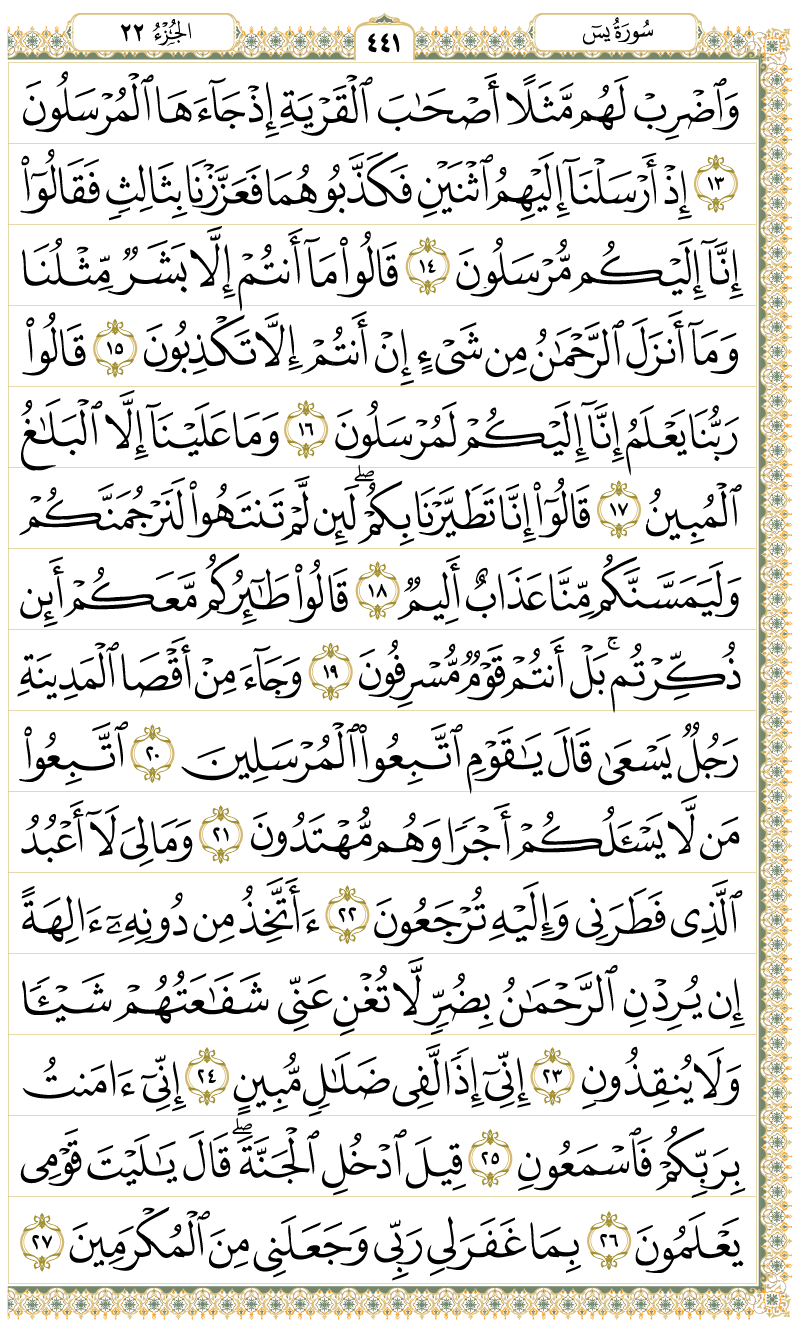 سُورَةُ يسٓ
٤٤١
الجُزْءُ ٢٢
وَٱضْرِبْ لَهُم مَّثَلًا أَصْحَٰبَ ٱلْقَرْيَةِ إِذْ جَآءَهَا ٱلْمُرْسَلُونَ
١٣ إِذْ أَرْسَلْنَآ إِلَيْهِمُ ٱثْنَيْنِ فَكَذَّبُوهُمَا فَعَزَّزْنَا بِثَالِثٍ فَقَالُوٓا۟
إِنَّآ إِلَيْكُم مُّرْسَلُونَ ١٤ قَالُوا۟ مَآ أَنتُمْ إِلَّا بَشَرٌ مِّثْلُنَا
وَمَآ أَنزَلَ ٱلرَّحْمَٰنُ مِن شَىْءٍ إِنْ أَنتُمْ إِلَّا تَكْذِبُونَ ١٥ قَالُوا۟
رَبُّنَا يَعْلَمُ إِنَّآ إِلَيْكُمْ لَمُرْسَلُونَ ١٦ وَمَا عَلَيْنَآ إِلَّا ٱلْبَلَٰغُ
ٱلْمُبِينُ ١٧ قَالُوٓا۟ إِنَّا تَطَيَّرْنَا بِكُمْ ۖ لَئِن لَّمْ تَنتَهُوا۟ لَنَرْجُمَنَّكُمْ
وَلَيَمَسَّنَّكُم مِّنَّا عَذَابٌ أَلِيمٌ ١٨ قَالُوا۟ طَٰٓئِرُكُم مَّعَكُمْ أَئِن
ذُكِّرْتُم ۚ بَلْ أَنتُمْ قَوْمٌ مُّسْرِفُونَ ١٩ وَجَآءَ مِنْ أَقْصَا ٱلْمَدِينَةِ
رَجُلٌ يَسْعَىٰ قَالَ يَٰقَوْمِ ٱتَّبِعُوا۟ ٱلْمُرْسَلِينَ ٢٠ ٱتَّبِعُوا۟
مَن لَّا يَسْـَٔلُكُمْ أَجْرًا وَهُم مُّهْتَدُونَ ٢١ وَمَا لِىَ لَآ أَعْبُدُ
ٱلَّذِى فَطَرَنِى وَإِلَيْهِ تُرْجَعُونَ ٢٢ ءَأَتَّخِذُ مِن دُونِهِۦٓ ءَالِهَةً
إِن يُرِدْنِ ٱلرَّحْمَٰنُ بِضُرٍّ لَّا تُغْنِ عَنِّى شَفَٰعَتُهُمْ شَيْـًٔا
وَلَا يُنقِذُونِ ٢٣ إِنِّىٓ إِذًا لَّفِى ضَلَٰلٍ مُّبِينٍ ٢٤ إِنِّىٓ ءَامَنتُ
بِرَبِّكُمْ فَٱسْمَعُونِ ٢٥ قِيلَ ٱدْخُلِ ٱلْجَنَّةَ ۖ قَالَ يَٰلَيْتَ قَوْمِى
يَعْلَمُونَ ٢٦ بِمَا غَفَرَ لِى رَبِّى وَجَعَلَنِى مِنَ ٱلْمُكْرَمِينَ ٢٧